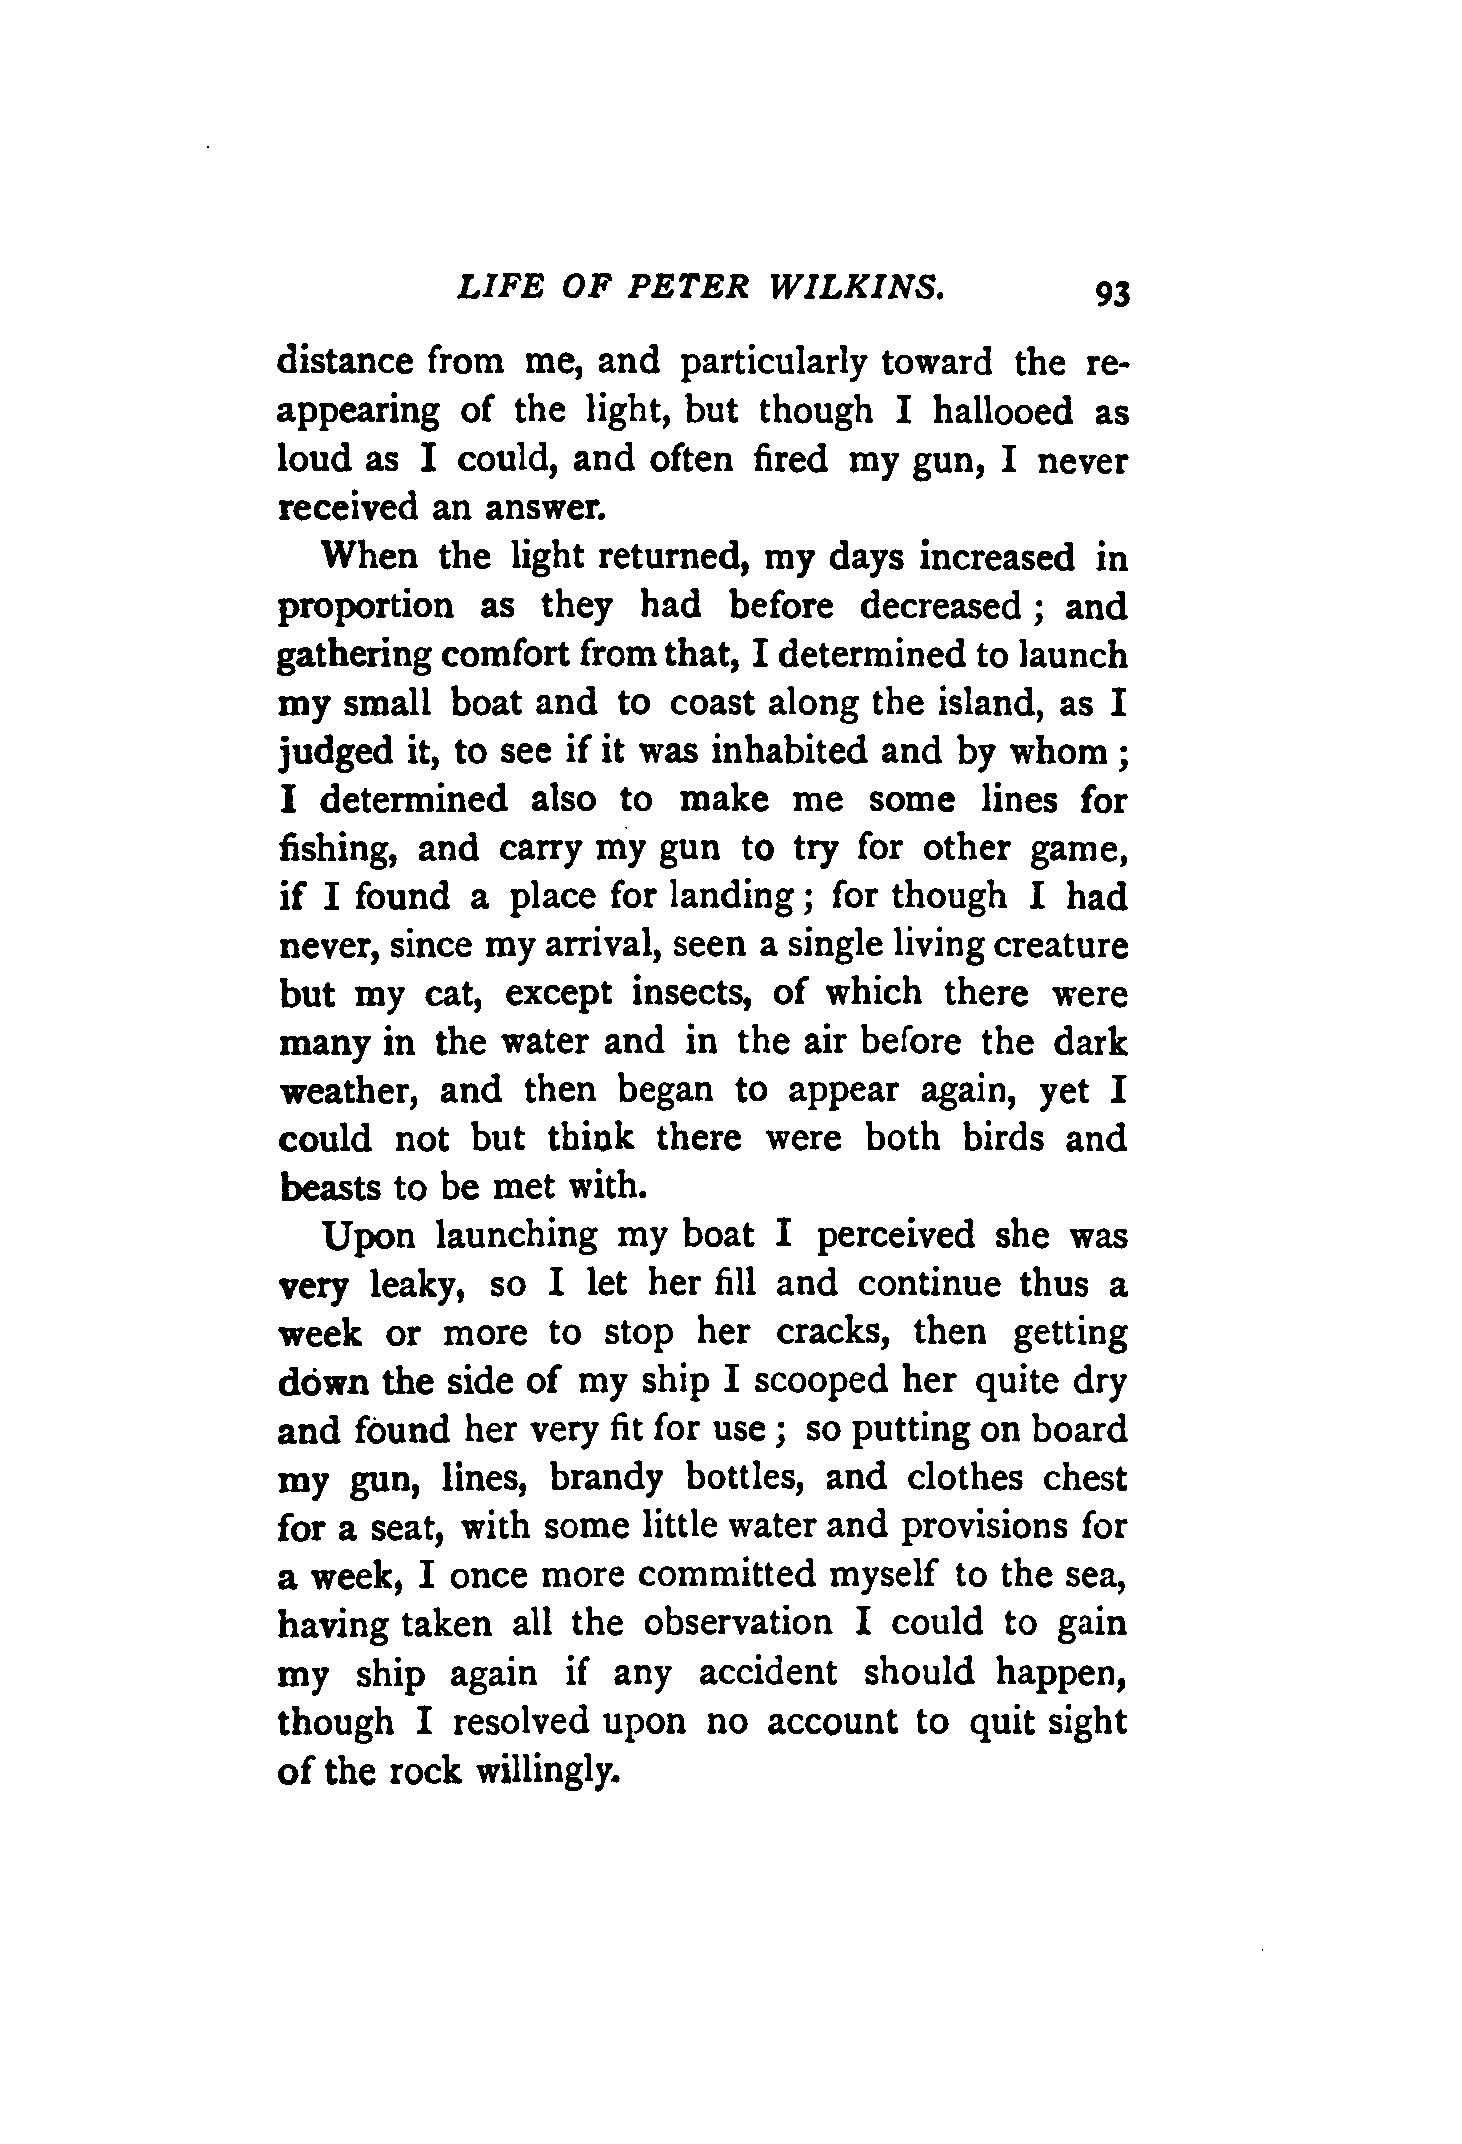 LIFE OF PETER WILKINS. 93
distance from me, and particularly toward the re-
appearing of the light, but though I hallooed as
loud as I could, and often fired my gun, I never
received an answer.
When the light returned, my days increased in
proportion as they had before decreased ; and
gathering comfort from that, I determined to launch
my small boat and to coast along the island, as I
judged it, to see if it was inhabited and by whom ;
I determined also to make me some lines for
fishing, and carry my gun to try for other game,
if I found a place for landing ; for though I had
never, since my arrival, seen a single living creature
but my cat, except insects, of which there were
many in the water and in the air before the dark
weather, and then began to appear again, yet I
could not but think there were both birds and
beasts to be met with.
Upon launching my boat I perceived she was
very leaky, so I let her fill and continue thus a
week or more to stop her cracks, then getting
down the side of my ship I scooped her quite dry
and found her very fit for use ; so putting on board
my gun, lines, brandy bottles, and clothes chest
for a seat, with some little water and provisions for
a week, I once more committed myself to the sea,
having taken all the observation I could to gain
my ship again if any accident should happen,
though I resolved upon no account to quit sight
of the rock willingly.